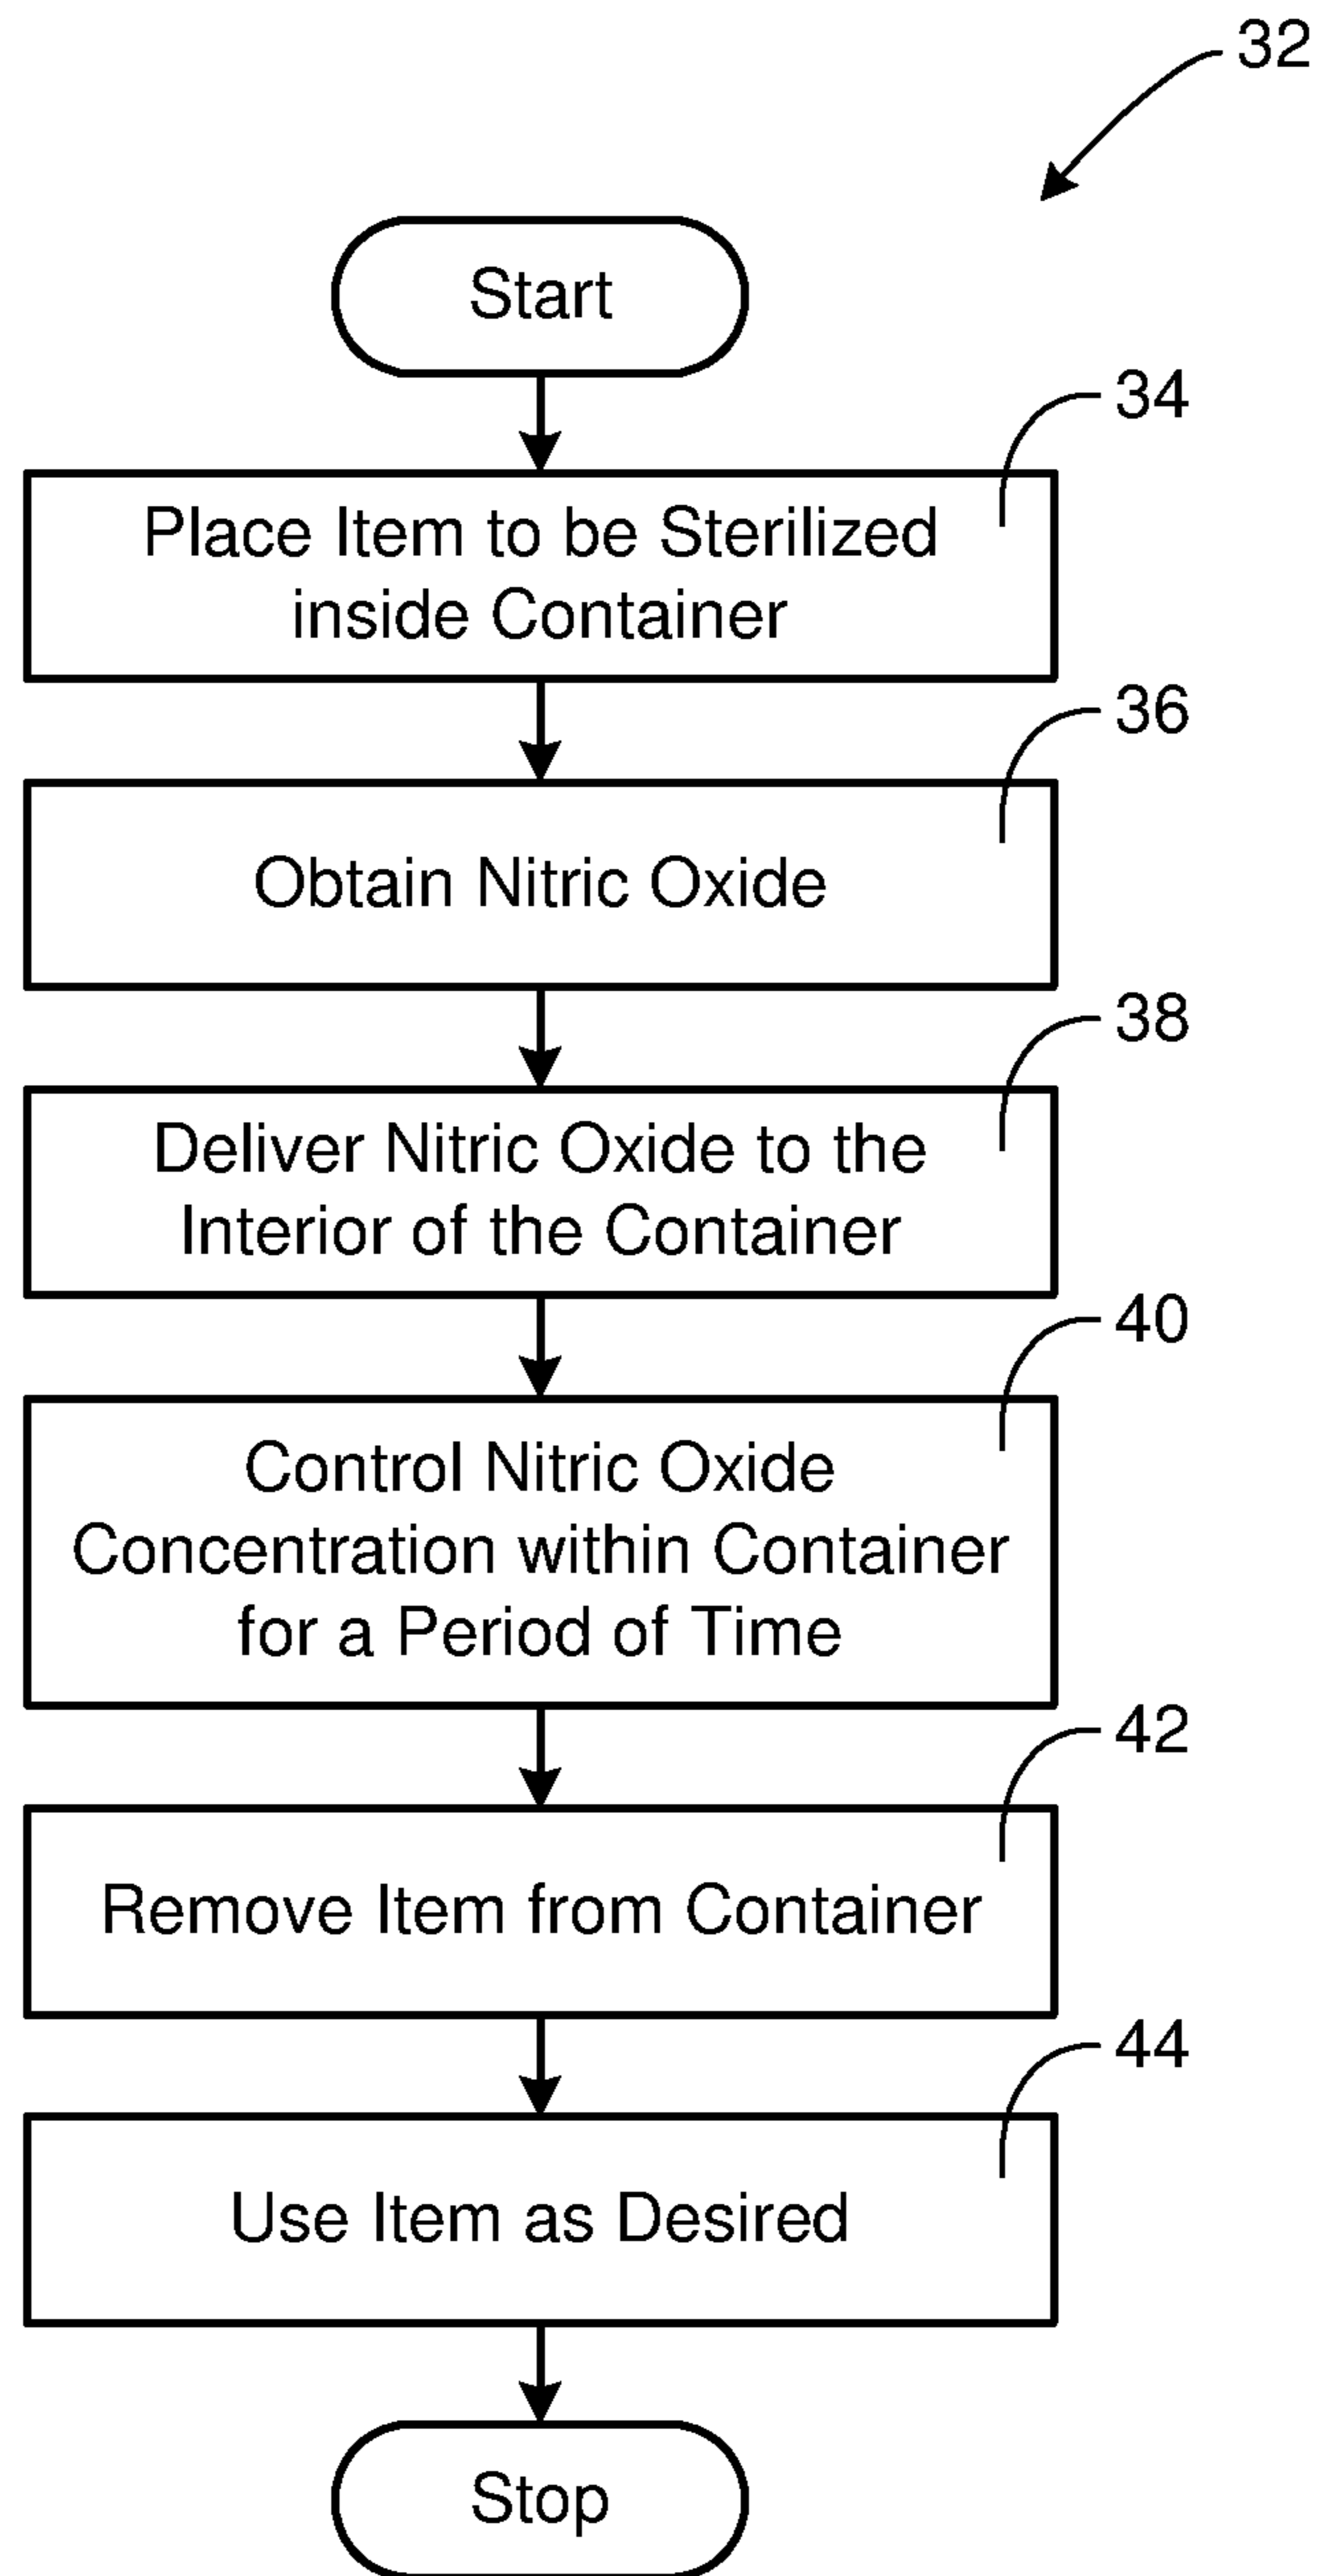 32
Start
34
Place Item to be Sterilized
inside Container
36
Obtain Nitric Oxide
38
Deliver Nitric Oxide to the
Interior of the Container
40
Control Nitric Oxide
Concentration within Container
for a Period of Time
42
Remove Item from Container
44
Use Item as Desired
Stop